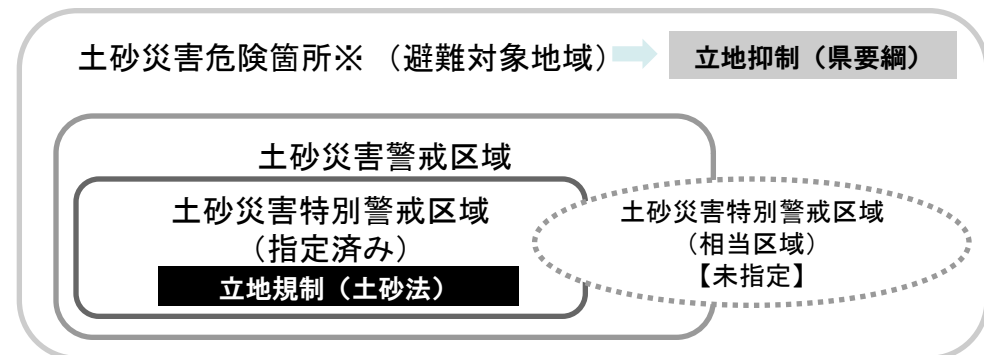 土砂災害危険箇所※（避難対象地域）
立地抑制（県要綱）
土砂災害警戒区域
土砂災害特別警戒区域
（指定済み）
立地規制（土砂法）
土砂災害特別警戒区域
（相当区域）
【未指定】